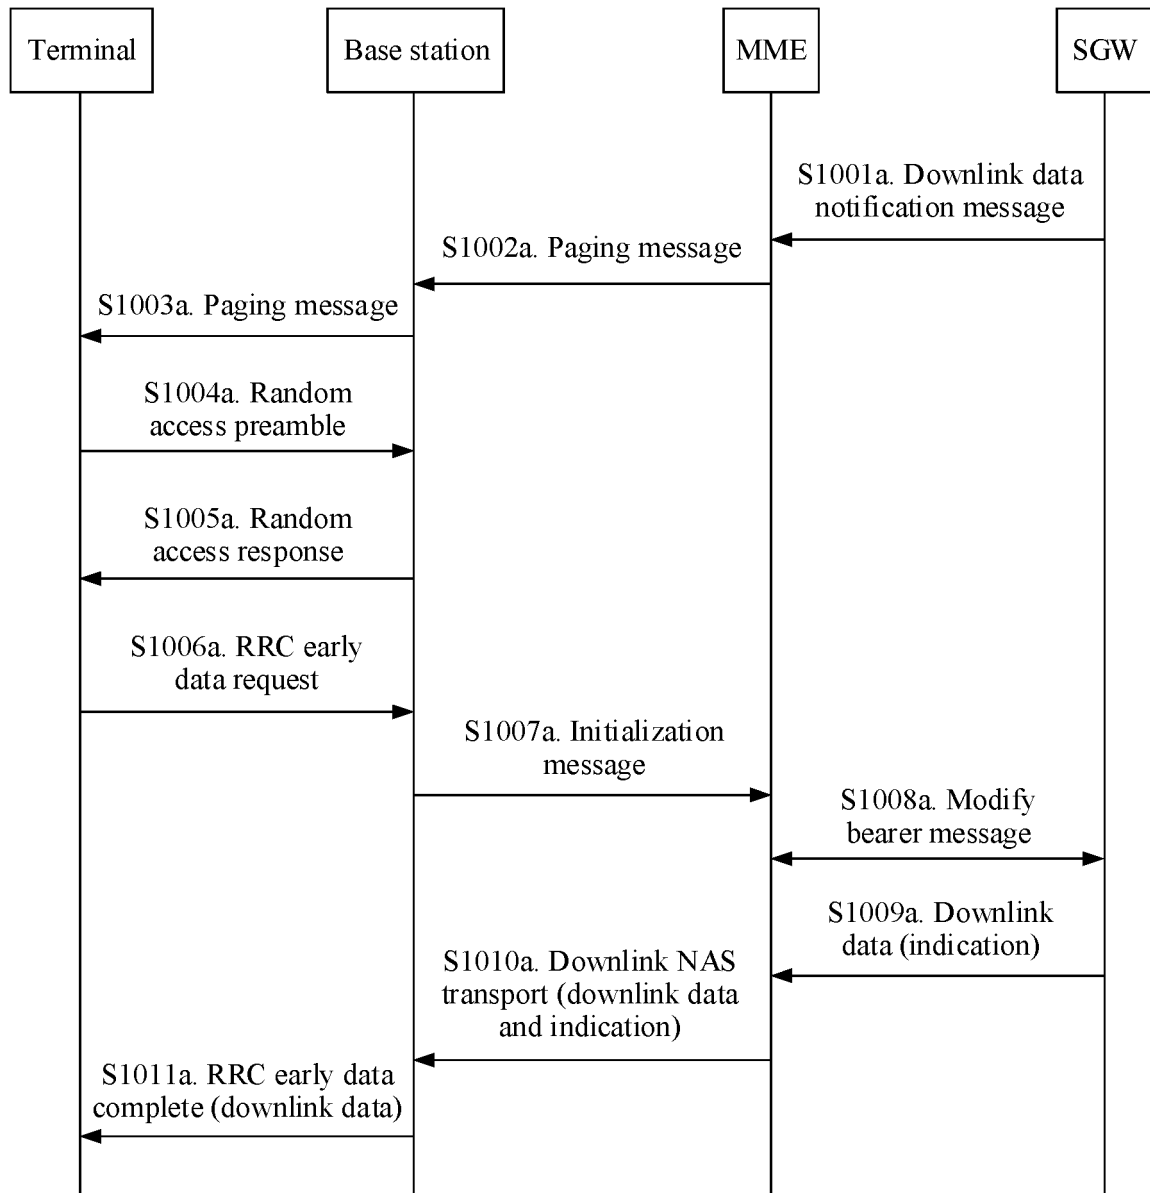 Terminal
Base station
MME
SGW
S1001a. Downlink data
notification message
S1002a. Paging message
S1003a. Paging message
S1004a. Random
access preamble
S1005a. Random
access response
S1006a. RRC early
data request
S1007a. Initialization
message
S1008a. Modify
bearer message
S1009a. Downlink
data (indication)
S1010a. Downlink NAS
transport (downlink data
and indication)
S1011a. RRC early data
complete (downlink data)